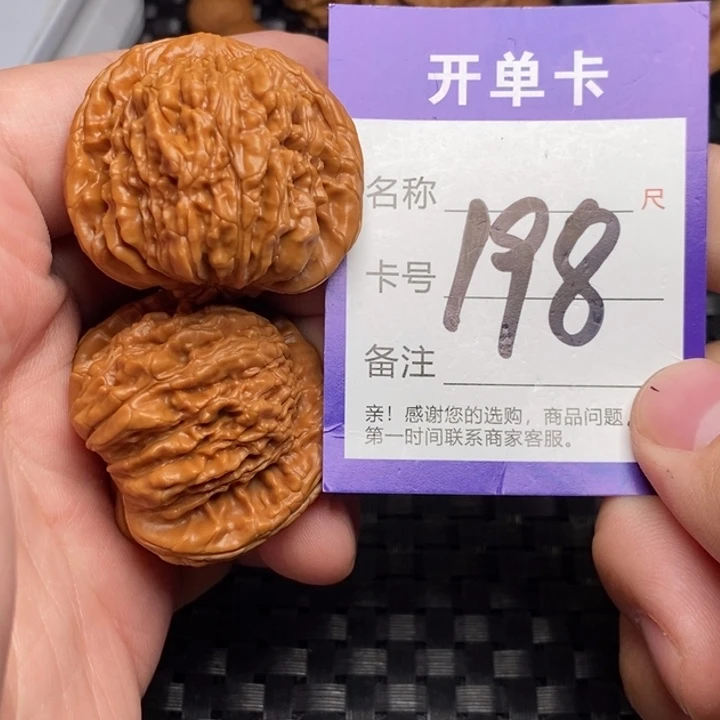 开单卡
名称 尺
卡号 198
备注
亲！感谢您的选购，商品问题，
第一时间联系商家客服。